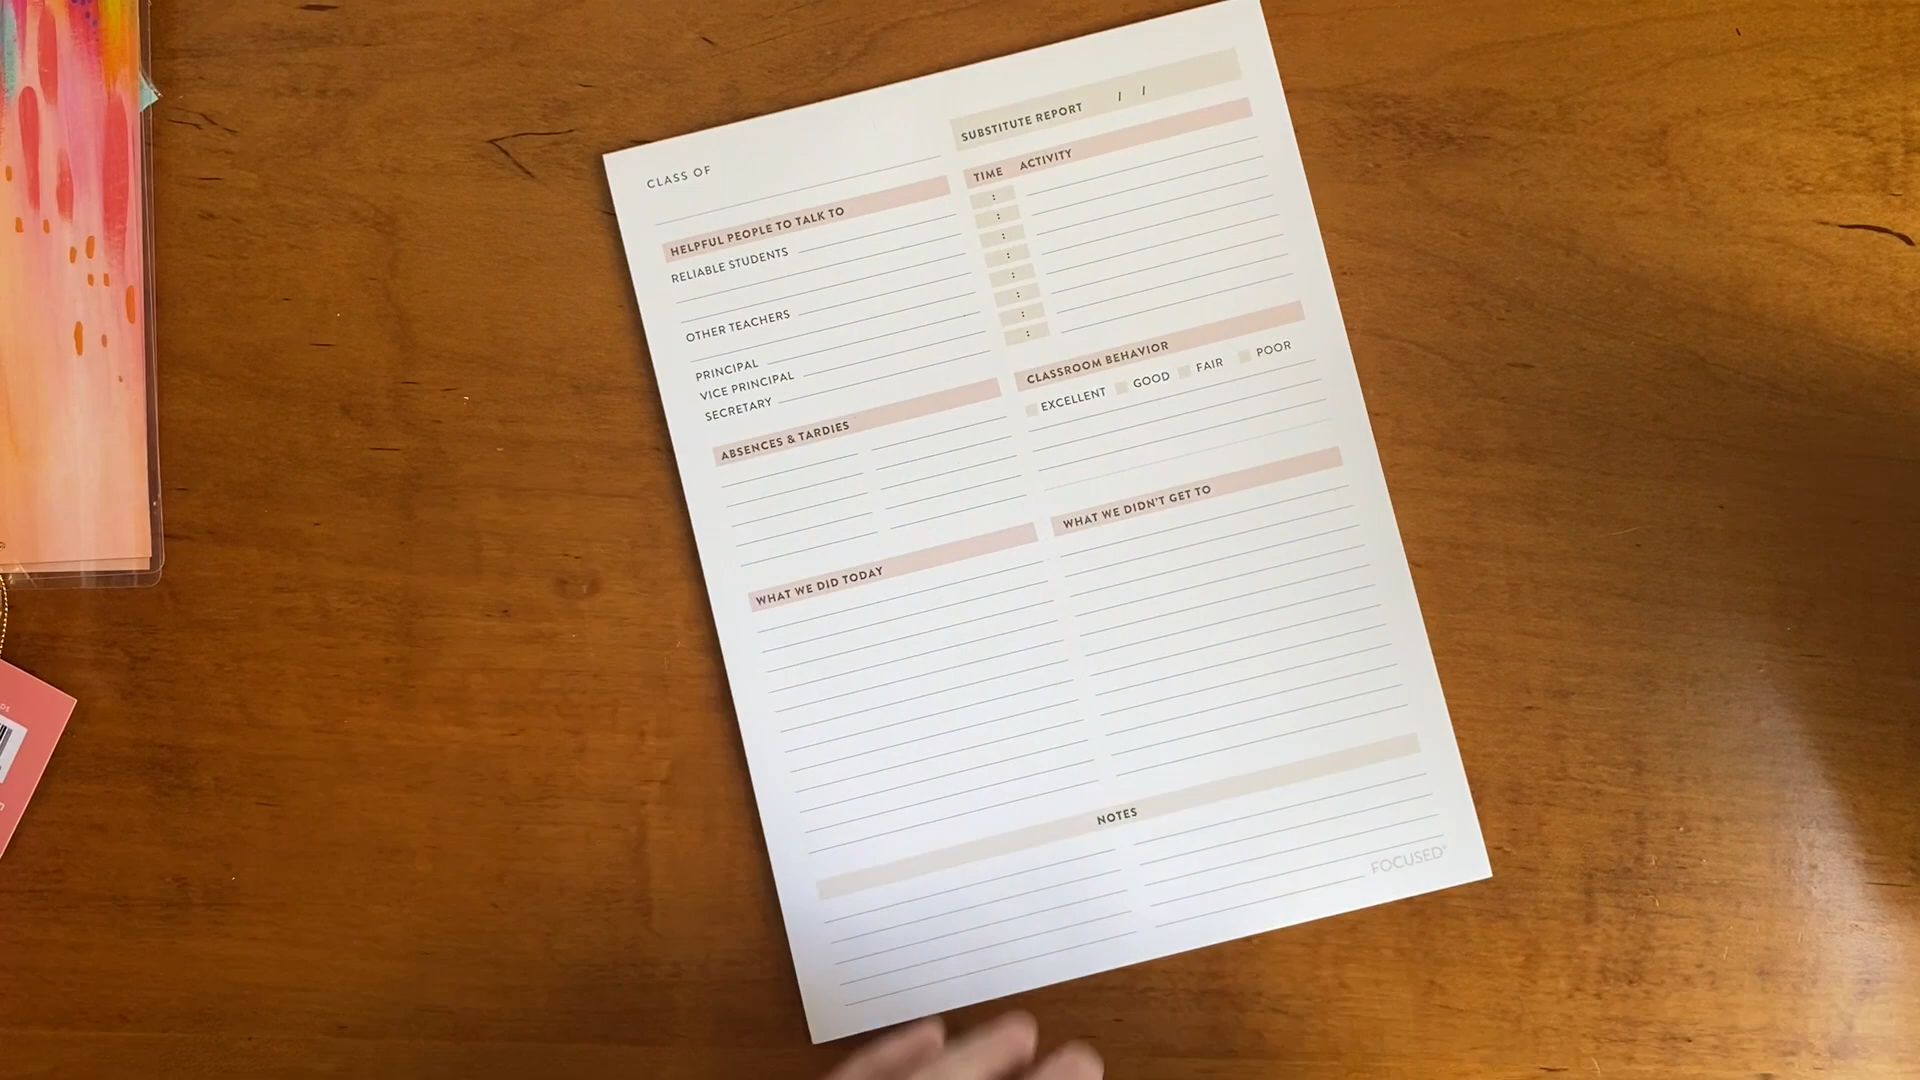 CLASS OF
SUBSTITUTE REPORT / /
HELPFUL PEOPLE TO TALK TO
RELIABLE STUDENTS
OTHER TEACHERS
PRINCIPAL
VICE PRINCIPAL
SECRETARY
TIME ACTIVITY
:
:
:
:
:
:
:
:
ABSENCES & TARDIES
CLASSROOM BEHAVIOR
EXCELLENT GOOD FAIR POOR
WHAT WE DID TODAY
WHAT WE DIDN'T GET TO
NOTES
FOCUSED